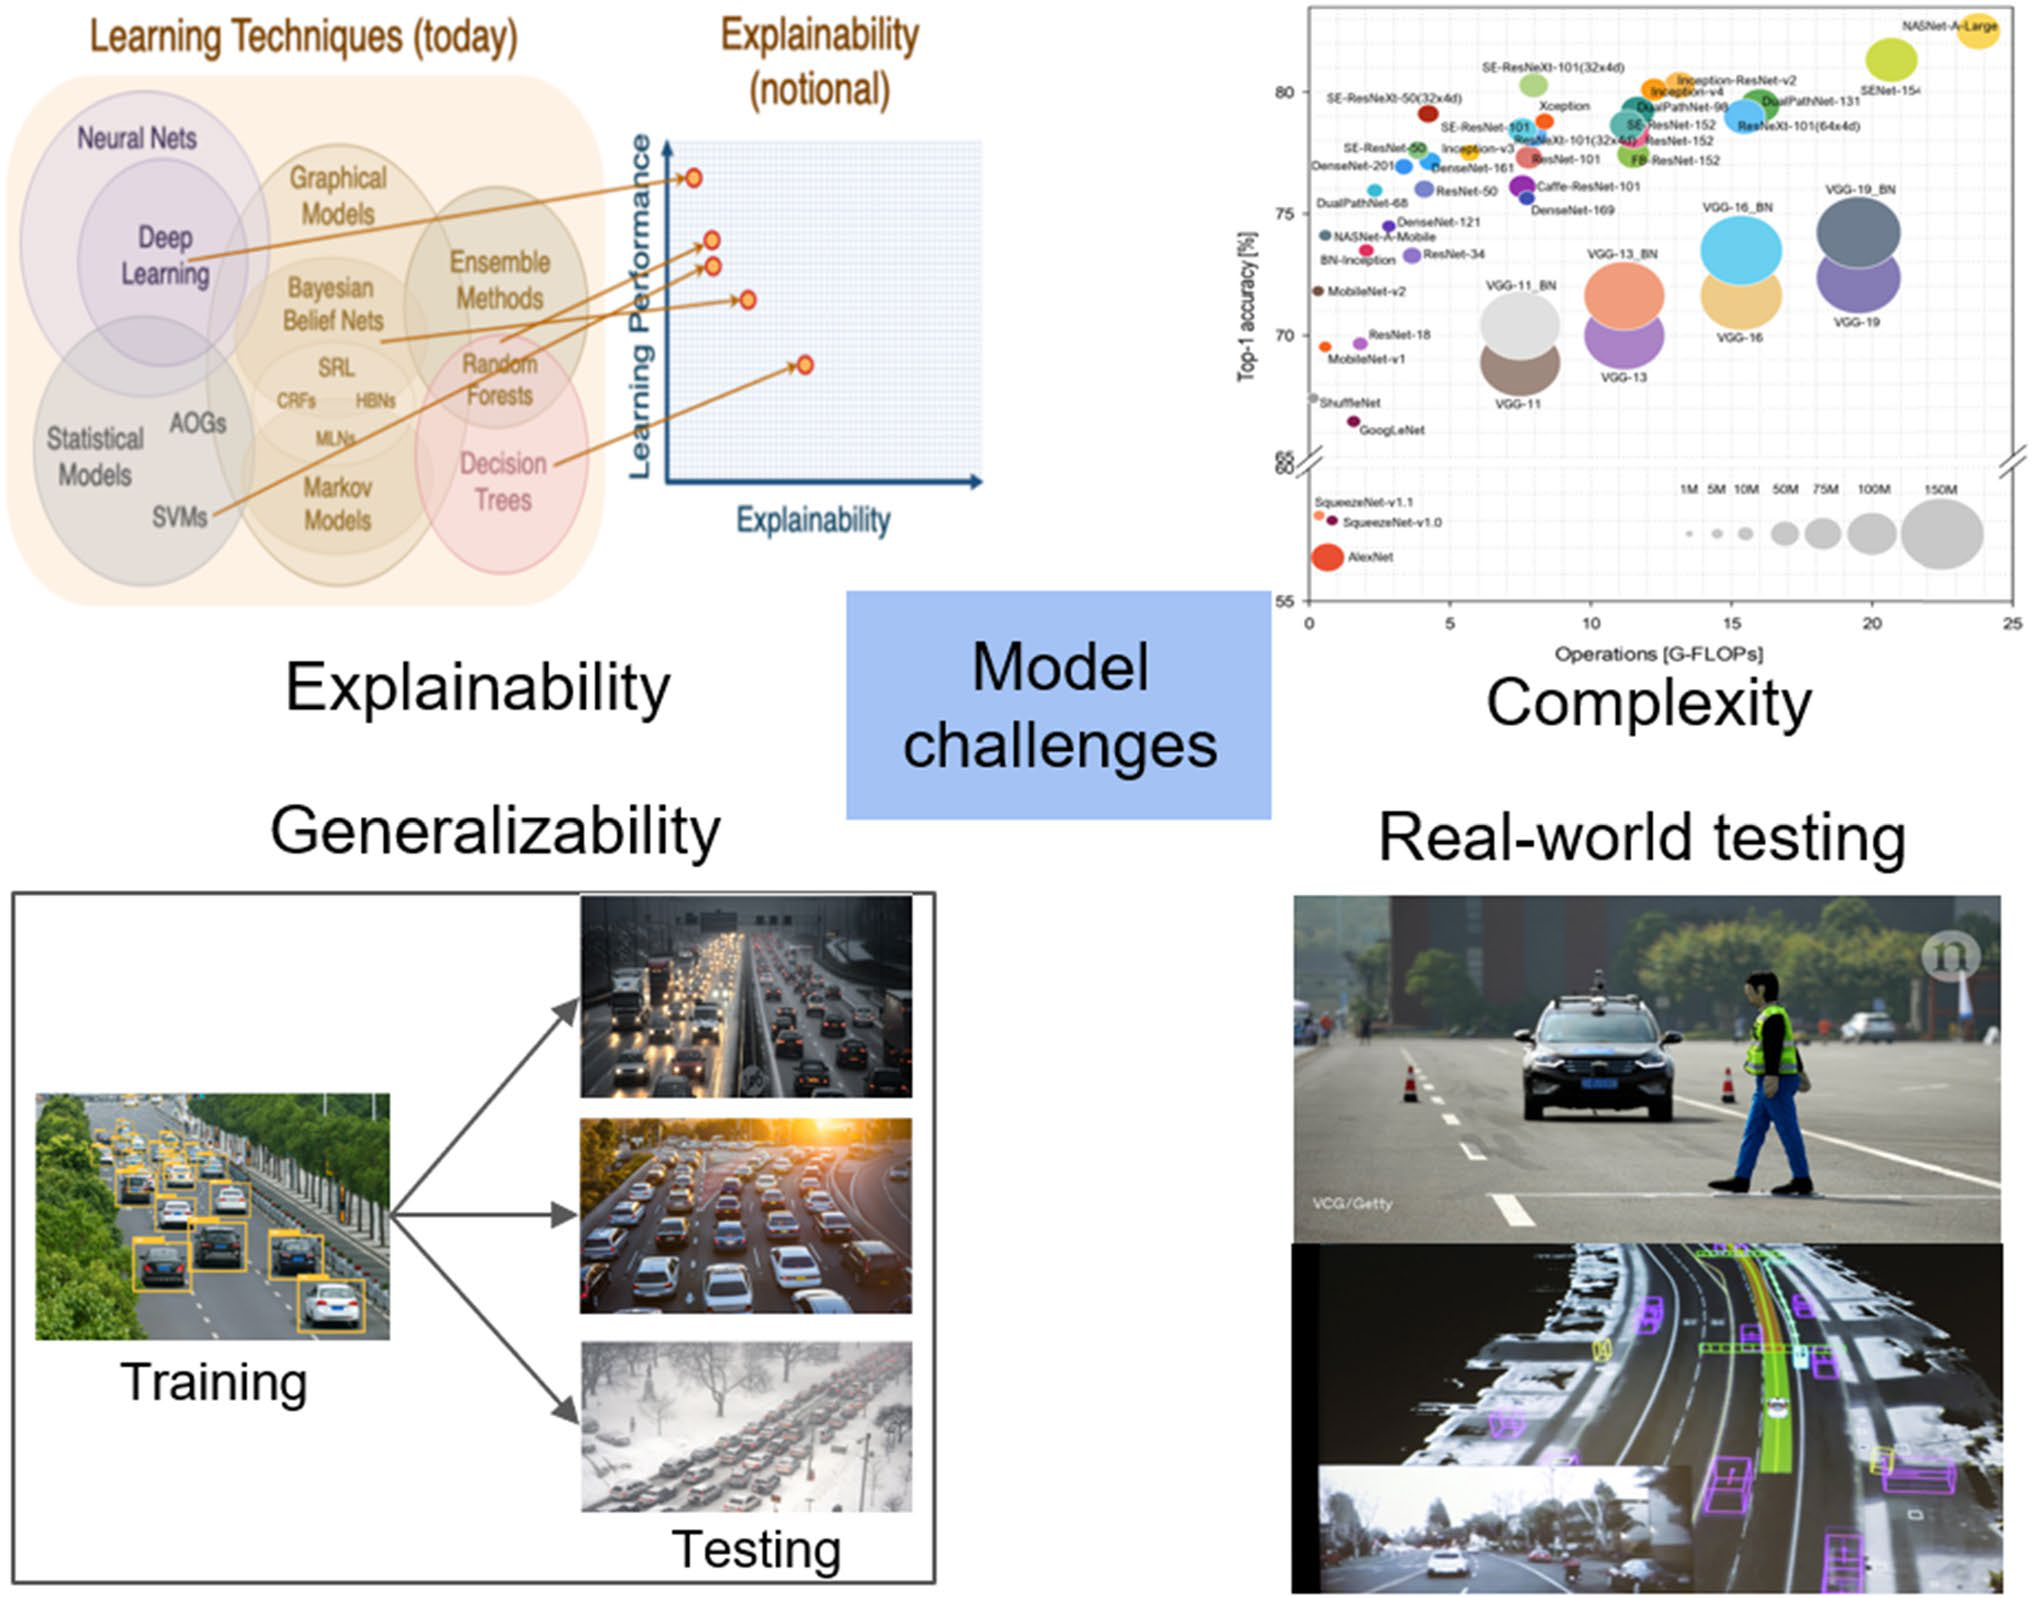 Learning Techniques (today)
Neural Nets
Deep
Learning
Graphical
Models
Bayesian
Belief Nets
SRL
CRFs
HBNs
MLNs
Markov
Models
Ensemble
Methods
Random
Forests
Decision
Trees
Statistical
Models
AOGs
SVMs
Explainability
(notional)
Learning Performance
Explainability
Explainability
Top-1 accuracy [%]
80
75
70
65
60
55
NASNet-A-Large
SENet-154
SE-ResNeXt-101(32x4d)
Inception-ResNet-v2
Inception-v4
DualPathNet-131
DualPathNet-98
SE-ResNeXt-50(32x4d)
Xception
ResNeXt-101(64x4d)
SE-ResNet-152
SE-ResNet-101
ResNeXt-101(32x4d)
ResNet-152
SE-ResNet-50
Inception-v3
ResNet-101
FB-ResNet-152
DenseNet-201
DenseNet-161
ResNet-50
Caffe-ResNet-101
DualPathNet-68
DenseNet-169
DenseNet-121
NASNet-A-Mobile
BN-Inception
ResNet-34
MobileNet-v2
ResNet-18
MobileNet-v1
ShuffleNet
GoogLeNet
VGG-11_BN
VGG-11
VGG-13_BN
VGG-13
VGG-16_BN
VGG-16
VGG-19_BN
VGG-19
SqueezeNet-v1.1
SqueezeNet-v1.0
AlexNet
1M 5M 10M 50M 75M 100M 150M
0 5 10 15 20 25
Operations [G-FLOPs]
Complexity
Model
challenges
Generalizability
Training
Testing
Real-world testing
n
VCG/Getty